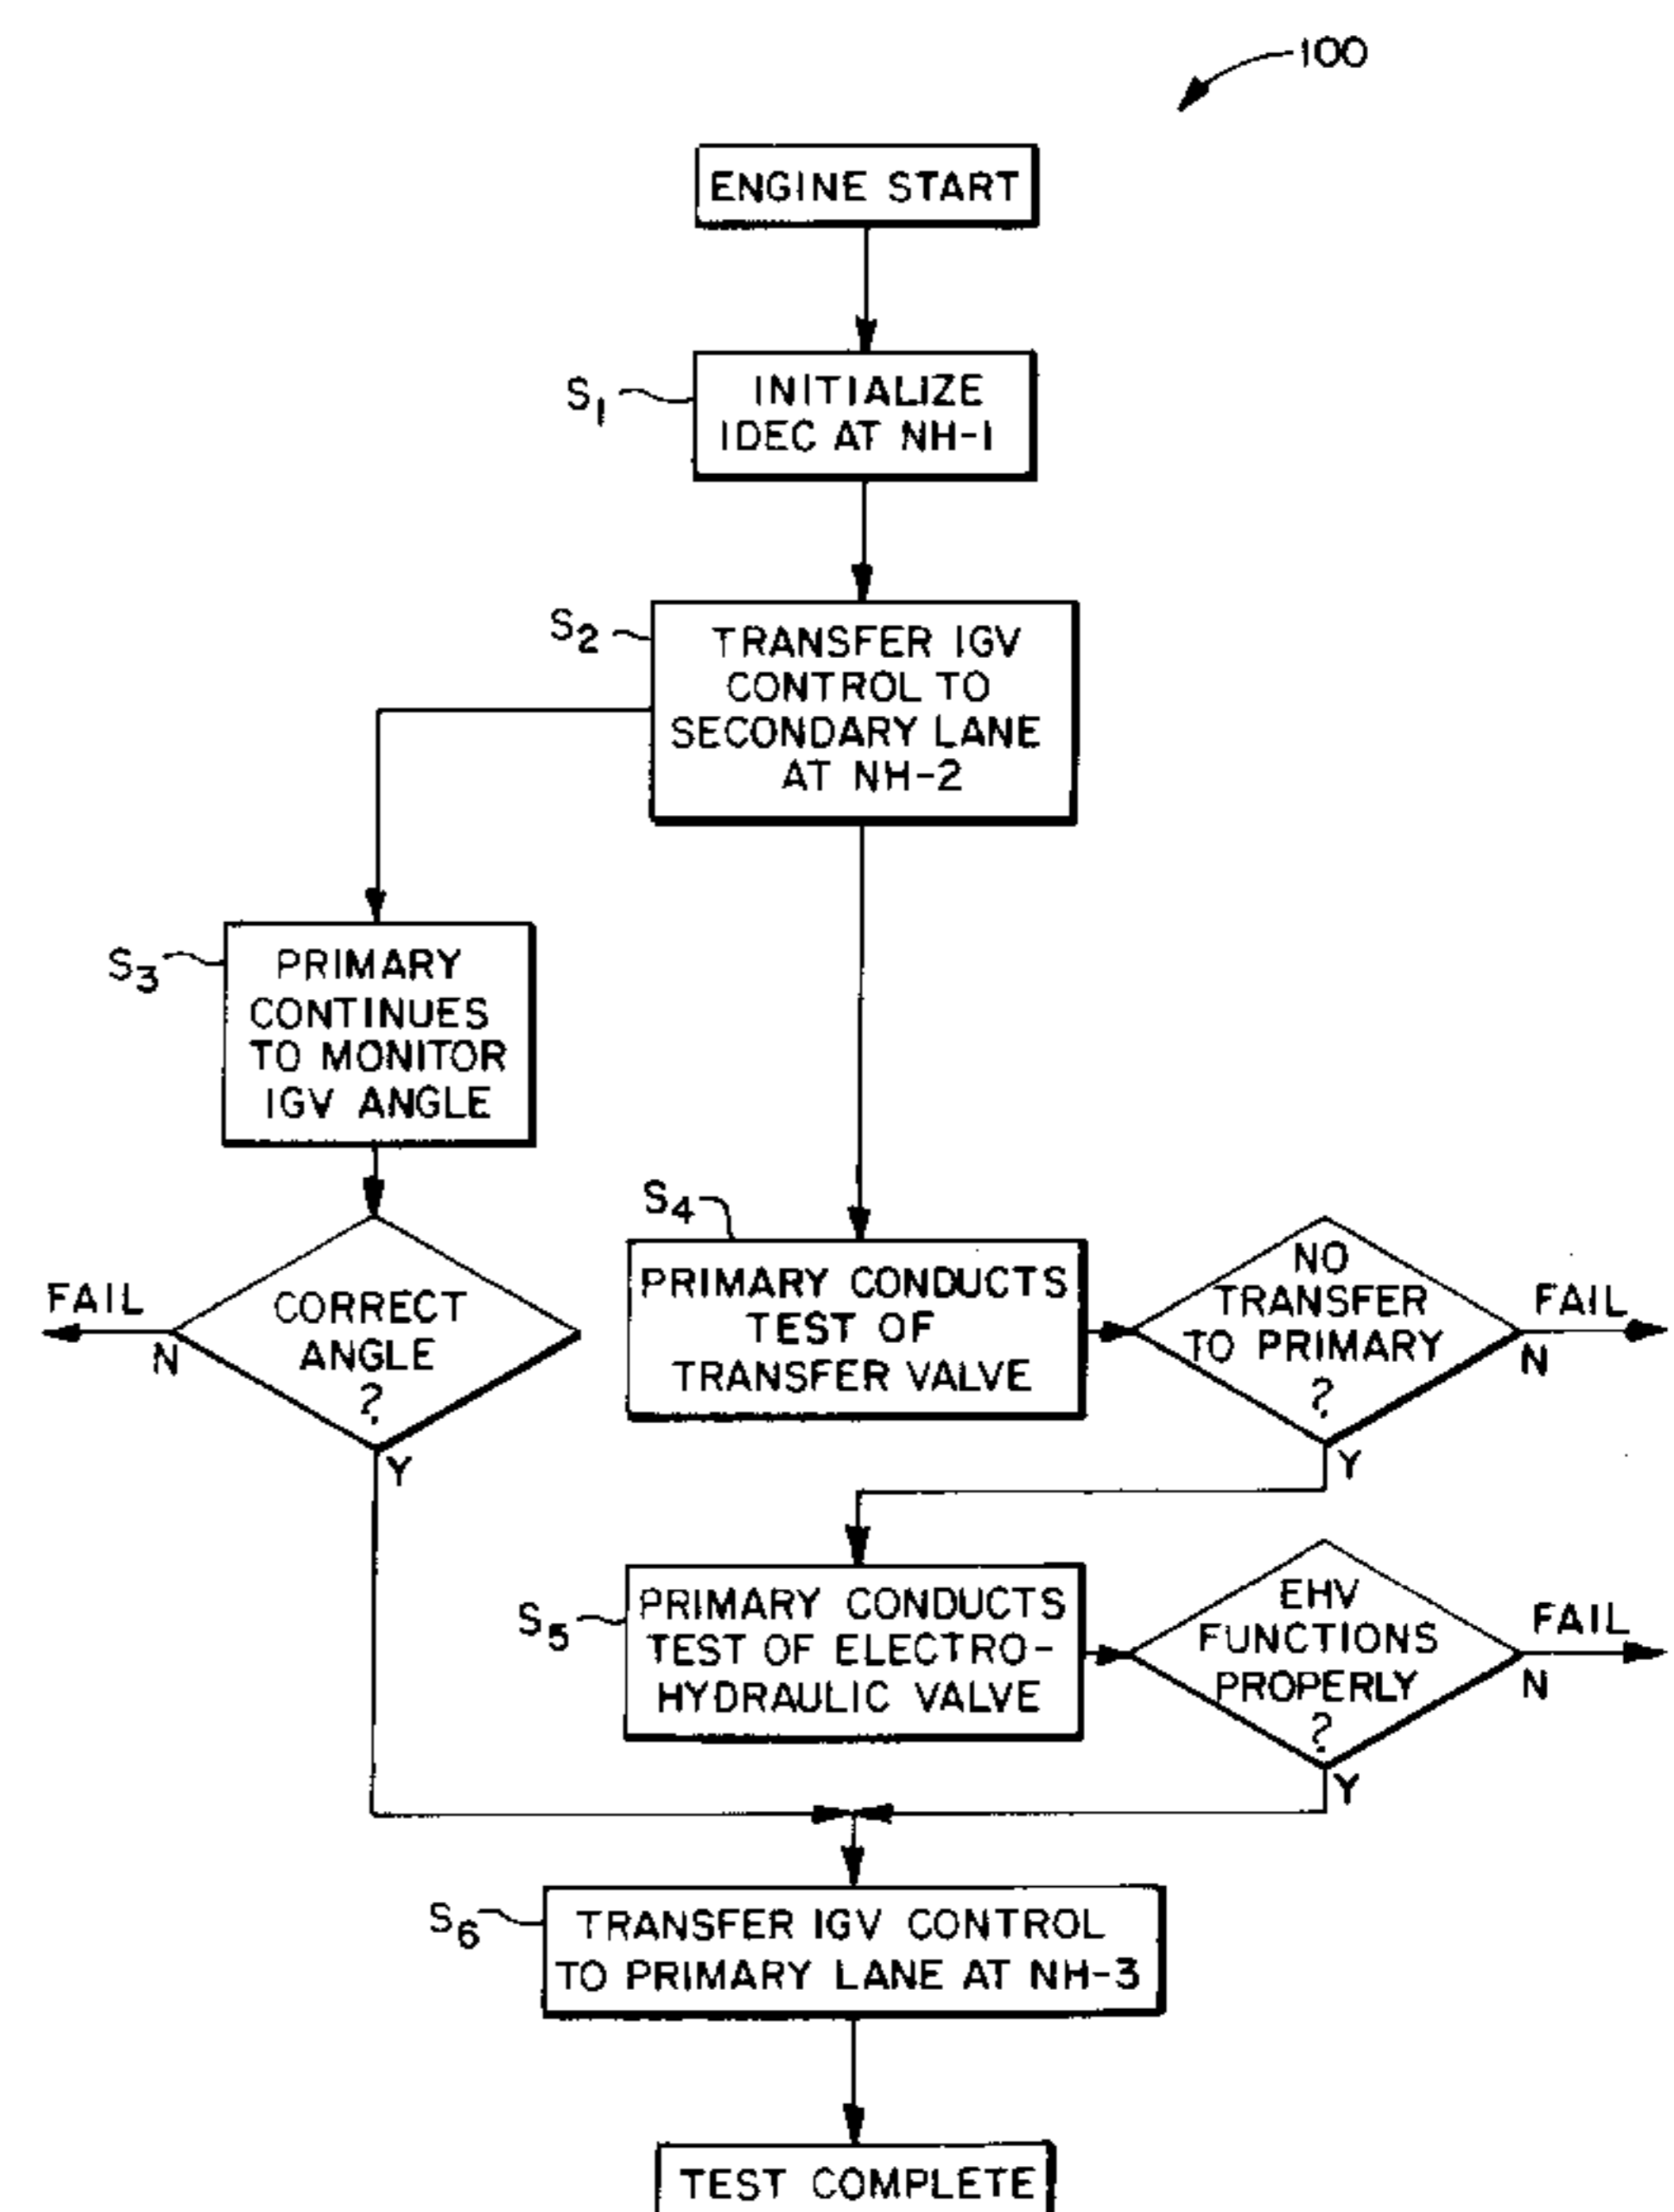 100
ENGINE START
S1
INITIALIZE
IDEC AT NH-1
S2
TRANSFER IGV
CONTROL TO
SECONDARY LANE
AT NH-2
S3
PRIMARY
CONTINUES
TO MONITOR
IGV ANGLE
FAIL
N
CORRECT
ANGLE
?
Y
S4
PRIMARY CONDUCTS
TEST OF
TRANSFER VALVE
NO
TRANSFER
TO PRIMARY
?
FAIL
N
Y
S5
PRIMARY CONDUCTS
TEST OF ELECTRO-
HYDRAULIC VALVE
EHV
FUNCTIONS
PROPERLY
?
FAIL
N
Y
S6
TRANSFER IGV CONTROL
TO PRIMARY LANE AT NH-3
TEST COMPLETE